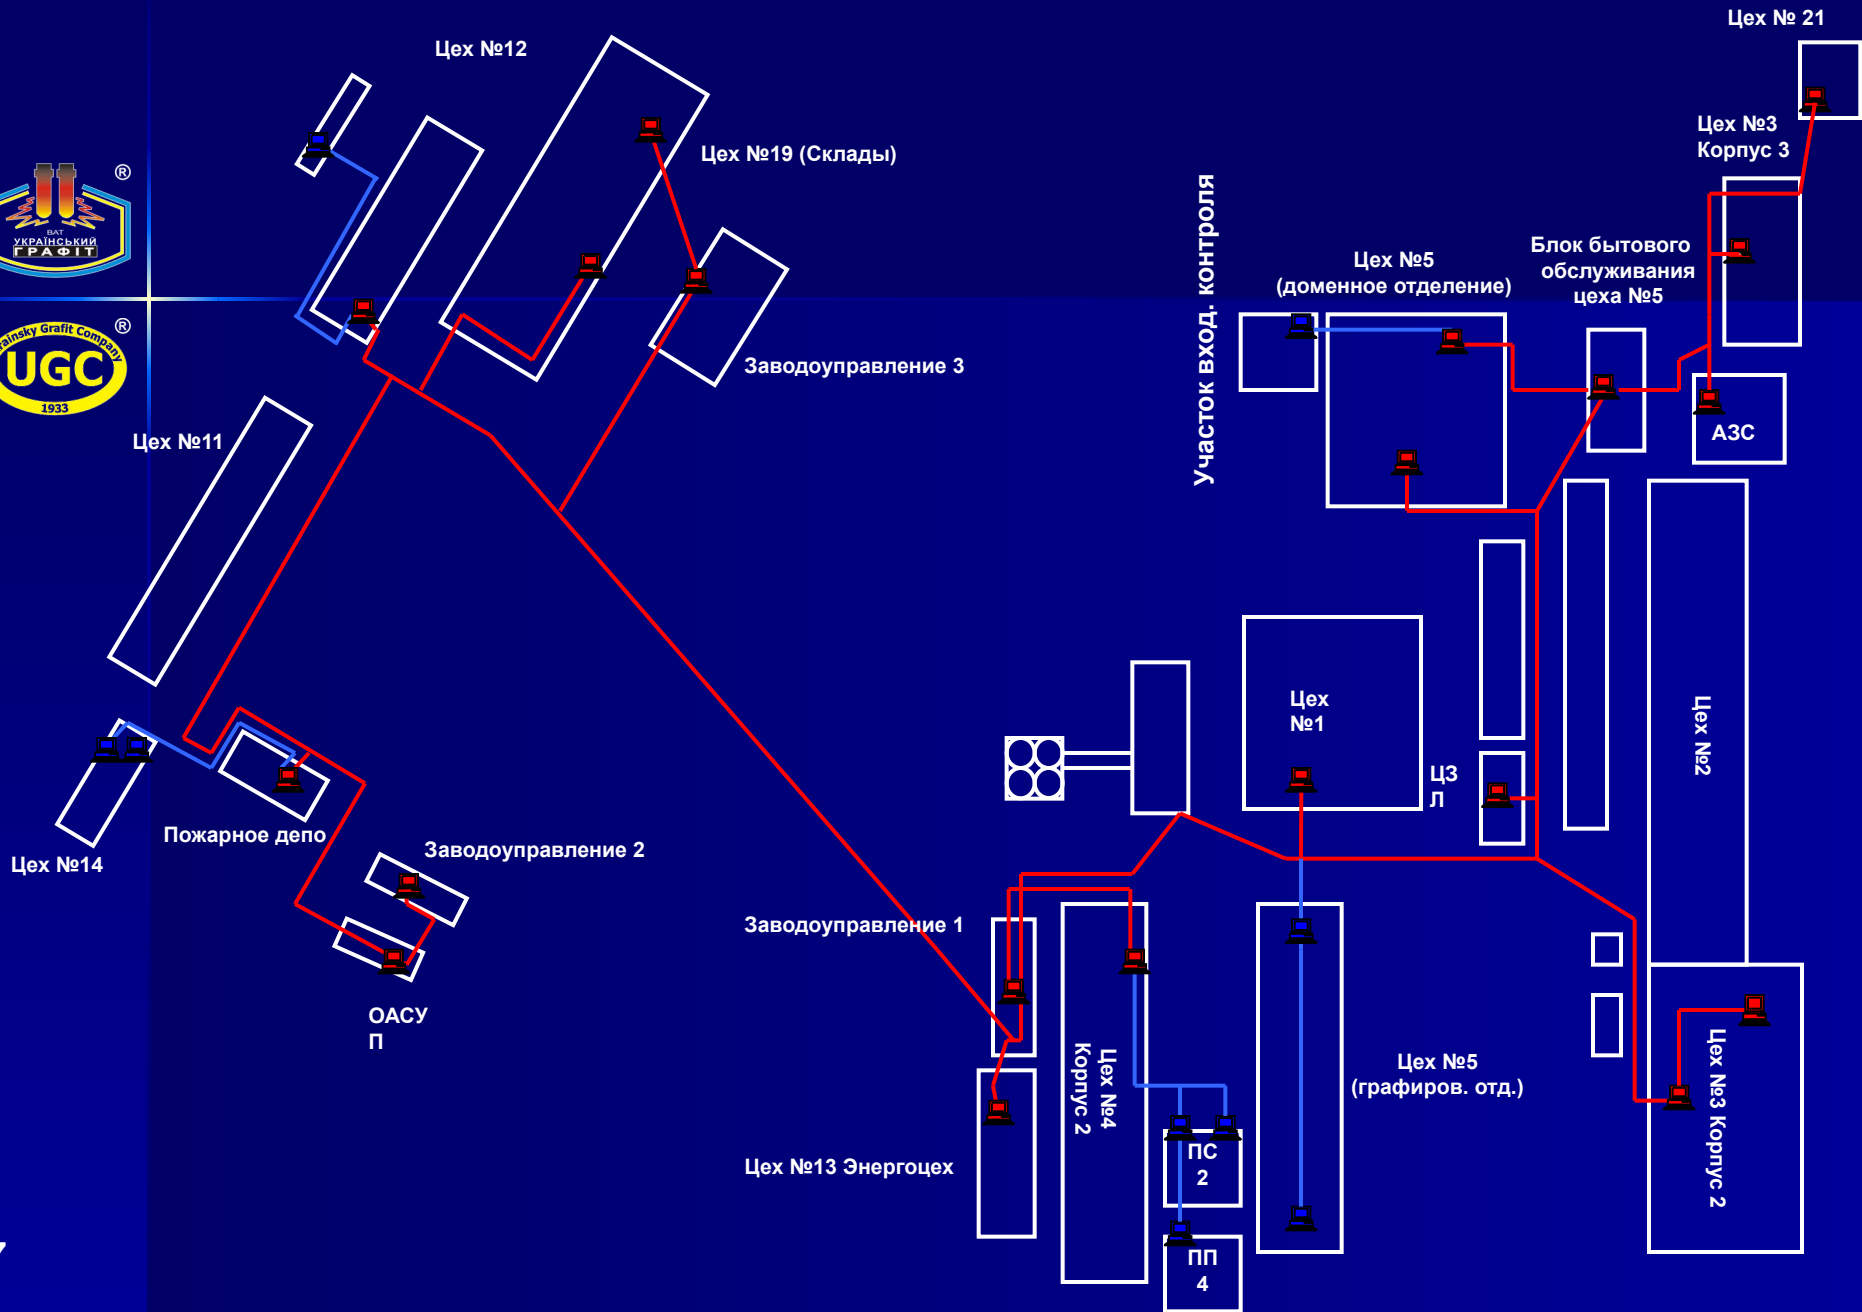 Цех № 21
Цех №12
Цех №3
Корпус 3
Цех №19 (Склады)
®
ВАТ
УКРАЇНСЬКИЙ
ГРАФІТ
Участок вход. контроля
Блок бытового
обслуживания
цеха №5
Цех №5
(доменное отделение)
®
Ukrainsky Grafit Company
UGC
1933
Заводоуправление 3
АЗС
Цех №11
Цех
№1
Цех №2
ЦЗ
Л
Пожарное депо
Заводоуправление 2
Цех №14
Заводоуправление 1
ОАСУ
П
Цех №4
Корпус 2
Цех №5
(графиров. отд.)
Цех №3 Корпус 2
ПС
2
Цех №13 Энергоцех
ПП
4